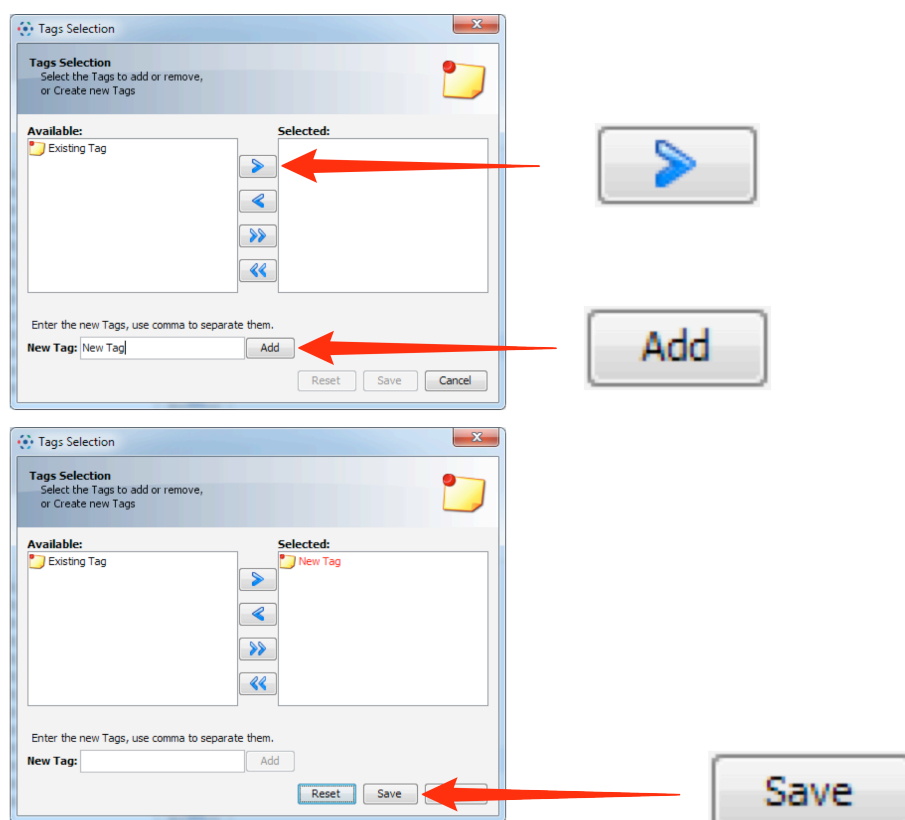 Tags Selection
Tags Selection
Select the Tags to add or remove,
or Create new Tags
Available:
Selected:
Existing Tag
Enter the new Tags, use comma to separate them.
New Tag: New Tag Add
Reset Save Cancel
Add
Tags Selection
Tags Selection
Select the Tags to add or remove,
or Create new Tags
Available:
Selected:
Existing Tag
New Tag
Enter the new Tags, use comma to separate them.
New Tag: Add
Reset Save
Save